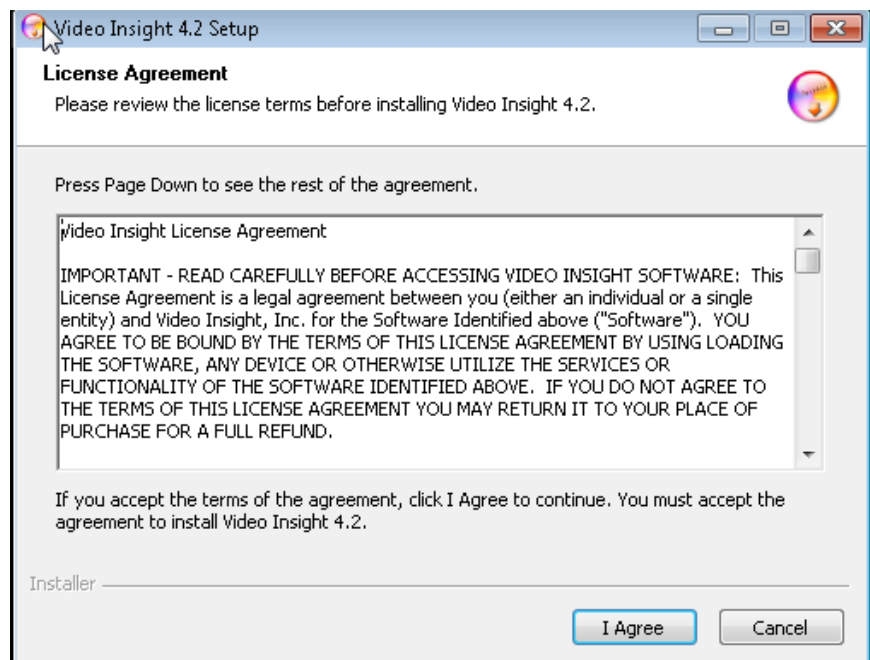 Video Insight 4.2 Setup
License Agreement
Please review the license terms before installing Video Insight 4.2.
Press Page Down to see the rest of the agreement.
Video Insight License Agreement
IMPORTANT - READ CAREFULLY BEFORE ACCESSING VIDEO INSIGHT SOFTWARE:  This
License Agreement is a legal agreement between you (either an individual or a single
entity) and Video Insight, Inc. for the Software Identified above ("Software").  YOU
AGREE TO BE BOUND BY THE TERMS OF THIS LICENSE AGREEMENT BY USING LOADING
THE SOFTWARE, ANY DEVICE OR OTHERWISE UTILIZE THE SERVICES OR
FUNCTIONALITY OF THE SOFTWARE IDENTIFIED ABOVE.  IF YOU DO NOT AGREE TO
THE TERMS OF THIS LICENSE AGREEMENT YOU MAY RETURN IT TO YOUR PLACE OF
PURCHASE FOR A FULL REFUND.
If you accept the terms of the agreement, click I Agree to continue. You must accept the
agreement to install Video Insight 4.2.
Installer
I Agree
Cancel